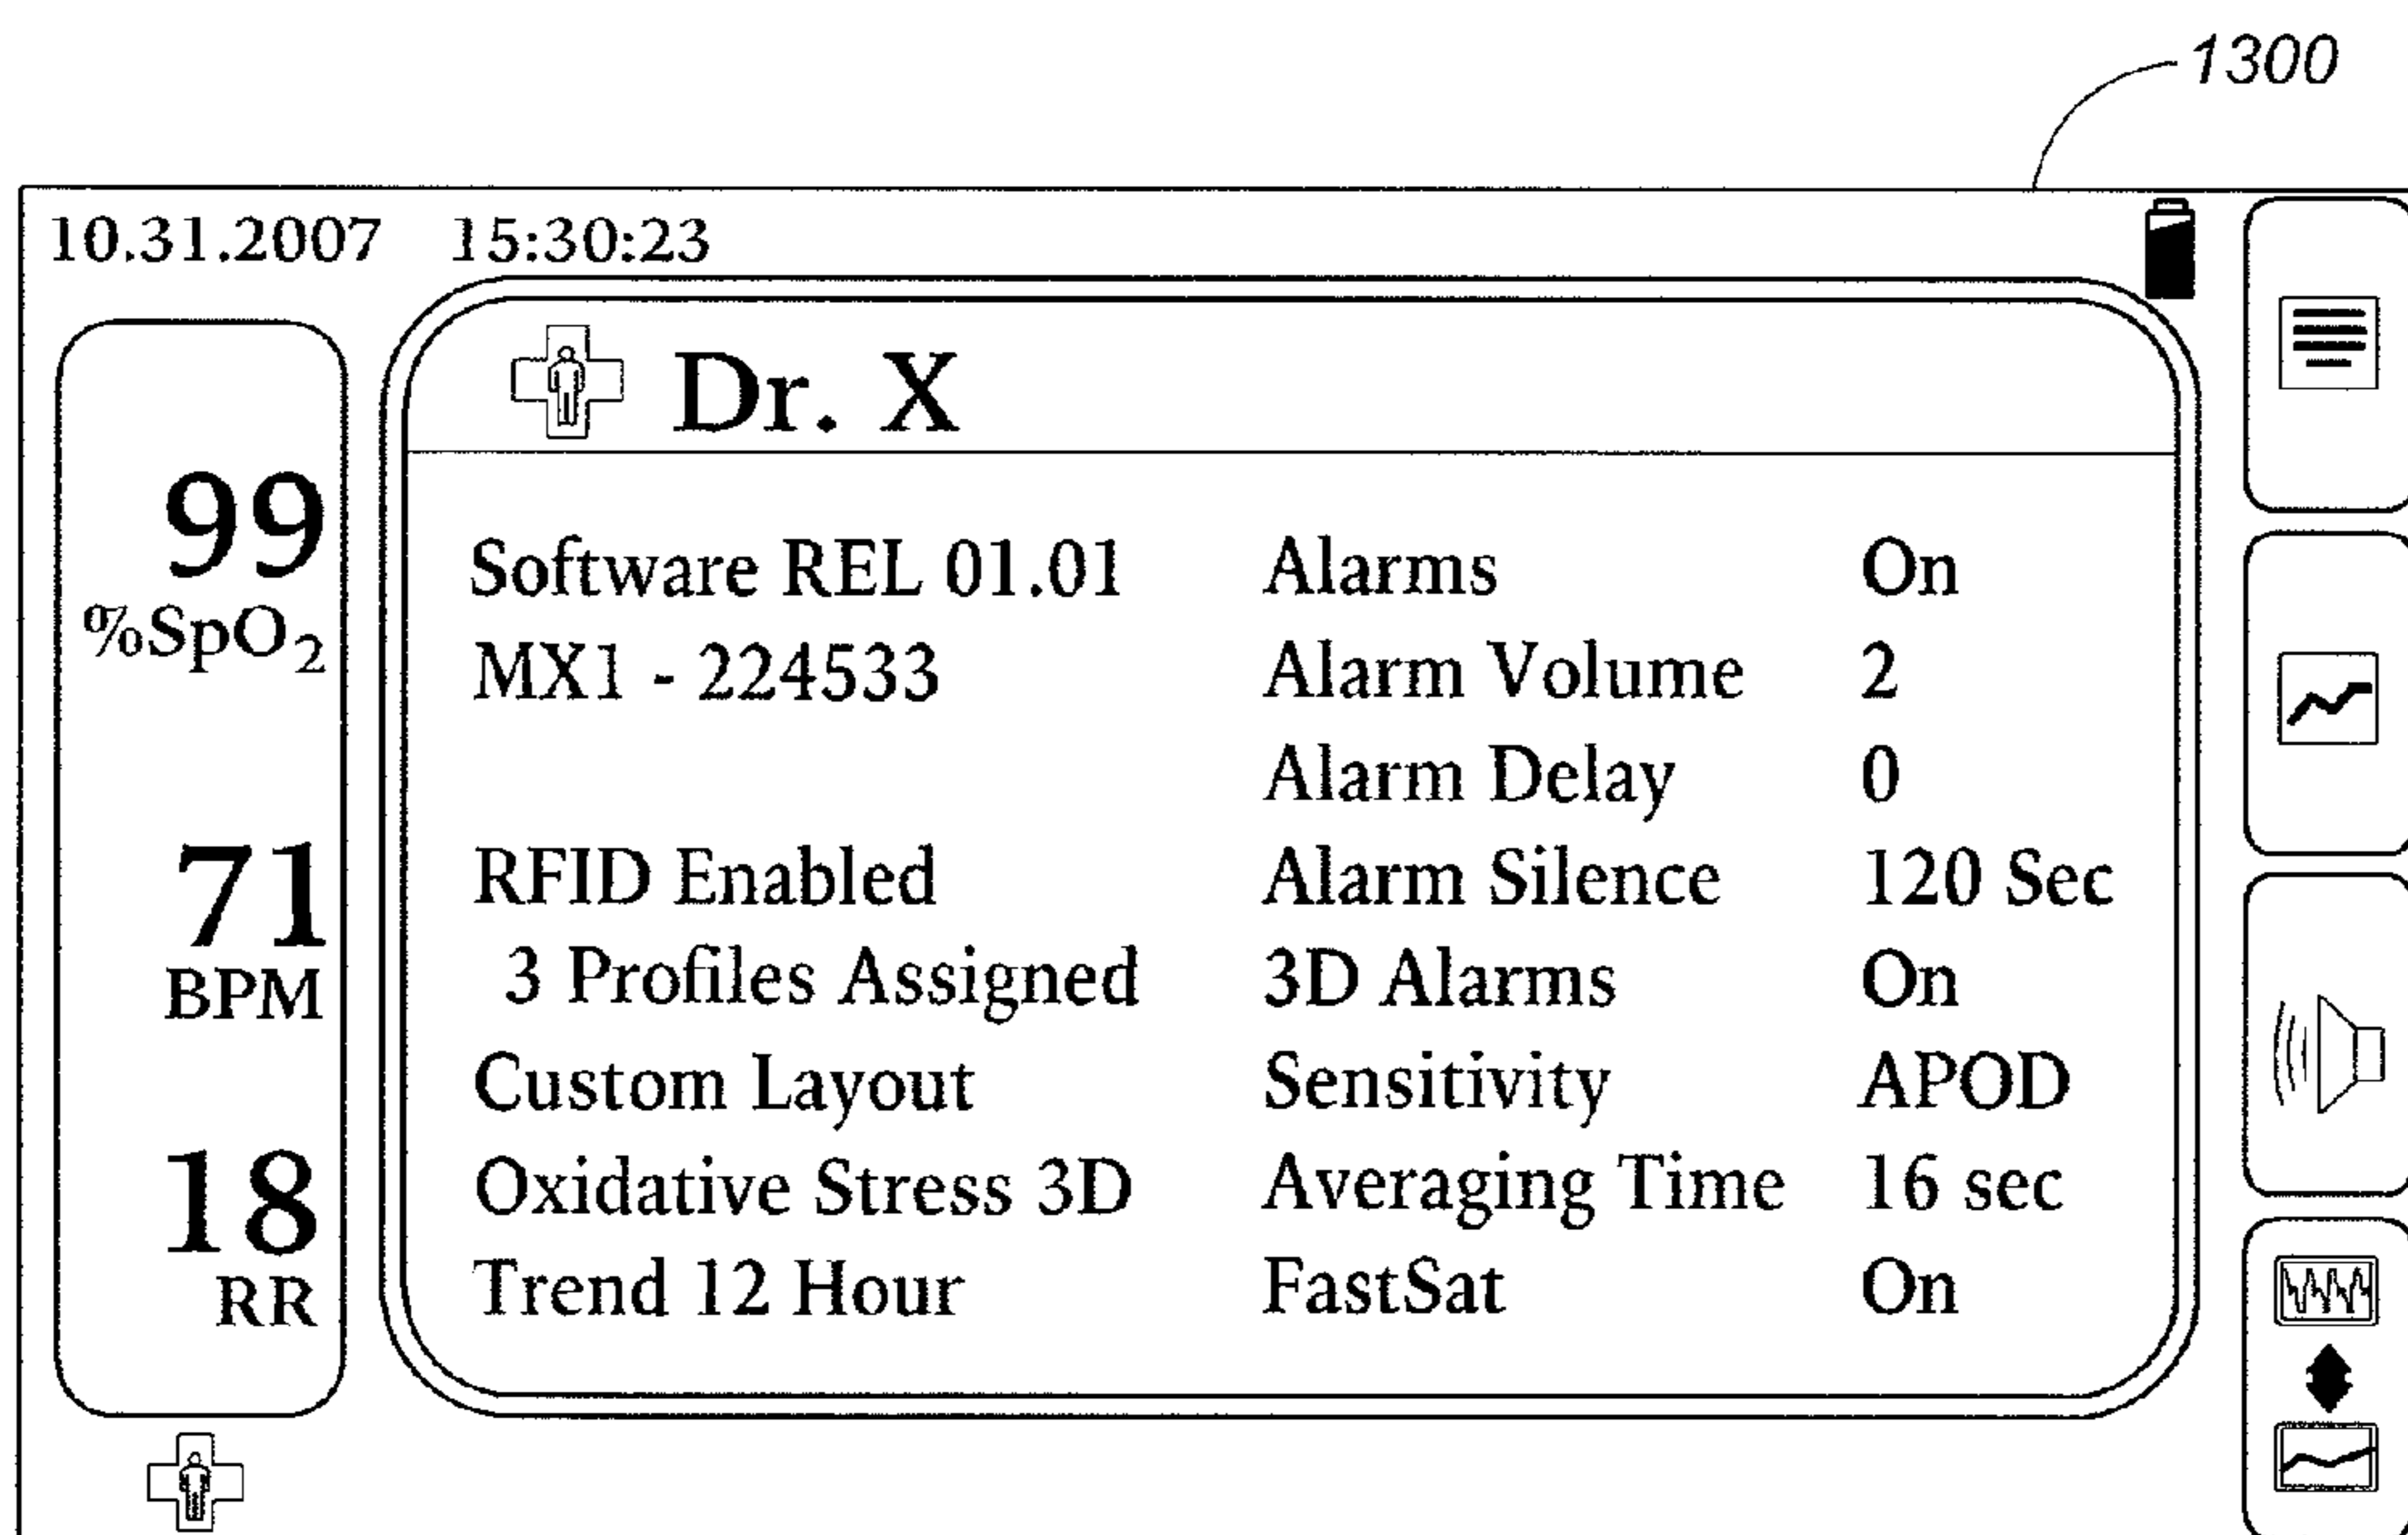 1300
10.31.2007 15:30:23
99
%SpO₂
71
BPM
18
RR
Dr. X
Software REL 01.01
MX1 - 224533
RFID Enabled
3 Profiles Assigned
Custom Layout
Oxidative Stress 3D
Trend 12 Hour
Alarms On
Alarm Volume 2
Alarm Delay 0
Alarm Silence 120 Sec
3D Alarms On
Sensitivity APOD
Averaging Time 16 sec
FastSat On